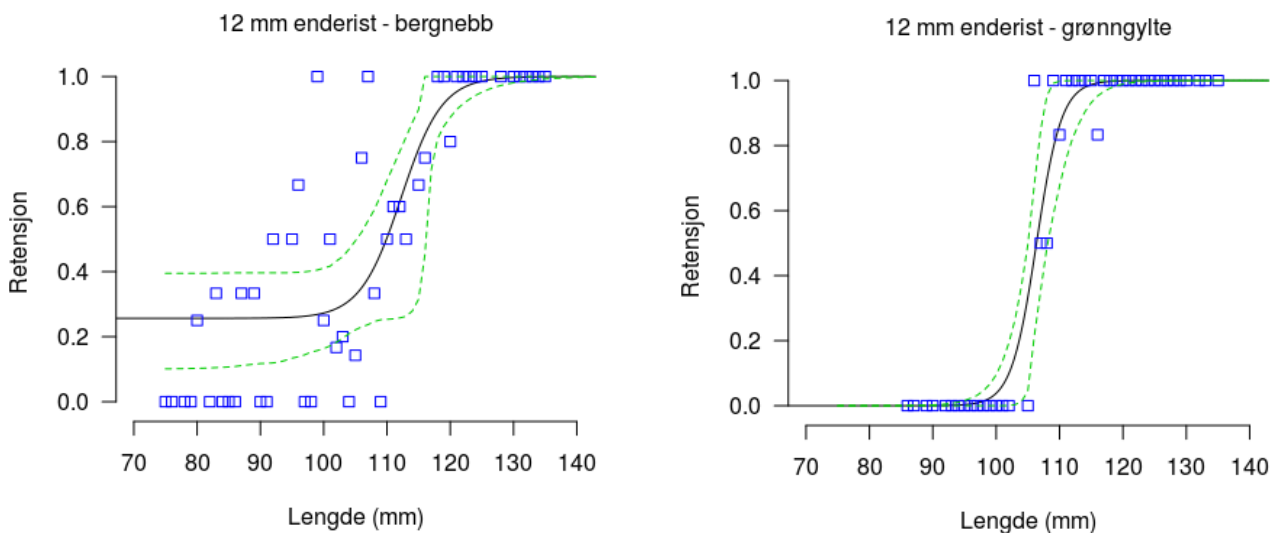 12 mm enderist - bergnebb
Retensjon
1.0
0.8
0.6
0.4
0.2
0.0
70 80 90 100 110 120 130 140
Lengde (mm)
12 mm enderist - grønngylte
Retensjon
1.0
0.8
0.6
0.4
0.2
0.0
70 80 90 100 110 120 130 140
Lengde (mm)